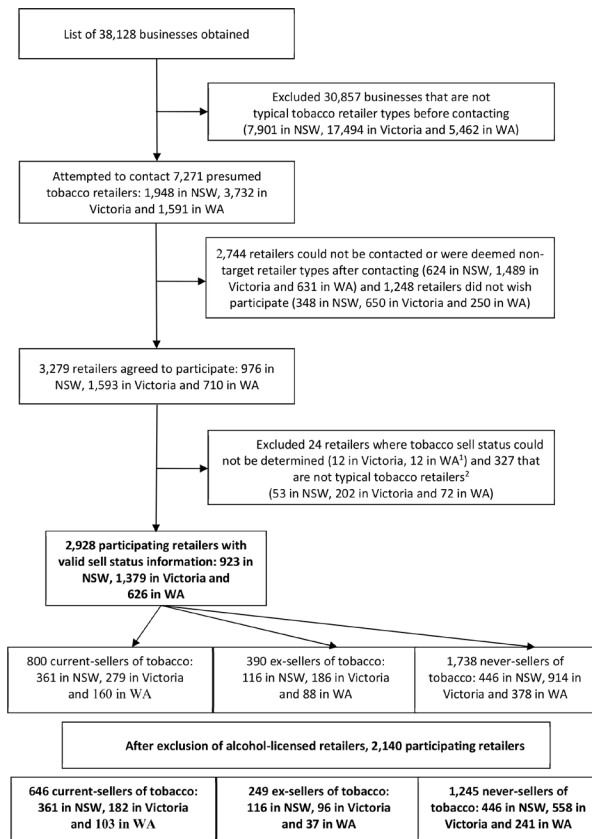 List of 38,128 businesses obtained
Excluded 30,857 businesses that are not
typical tobacco retailer types before contacting
(7,901 in NSW, 17,494 in Victoria and 5,462 in WA)
Attempted to contact 7,271 presumed
tobacco retailers: 1,948 in NSW, 3,732 in
Victoria and 1,591 in WA
2,744 retailers could not be contacted or were deemed non-
target retailer types after contacting (624 in NSW, 1,489 in
Victoria and 631 in WA) and 1,248 retailers did not wish
participate (348 in NSW, 650 in Victoria and 250 in WA)
3,279 retailers agreed to participate: 976 in
NSW, 1,593 in Victoria and 710 in WA
Excluded 24 retailers where tobacco sell status could
not be determined (12 in Victoria, 12 in WA¹) and 327 that
are not typical tobacco retailers²
(53 in NSW, 202 in Victoria and 72 in WA)
2,928 participating retailers with
valid sell status information: 923 in
NSW, 1,379 in Victoria and
626 in WA
800 current-sellers of tobacco:
361 in NSW, 279 in Victoria
and 160 in WA
390 ex-sellers of tobacco:
116 in NSW, 186 in Victoria
and 88 in WA
1,738 never-sellers of
tobacco: 446 in NSW, 914 in
Victoria and 378 in WA
After exclusion of alcohol-licensed retailers, 2,140 participating retailers
646 current-sellers of tobacco:
361 in NSW, 182 in Victoria
and 103 in WA
249 ex-sellers of tobacco:
116 in NSW, 96 in Victoria
and 37 in WA
1,245 never-sellers of
tobacco: 446 in NSW, 558 in
Victoria and 241 in WA